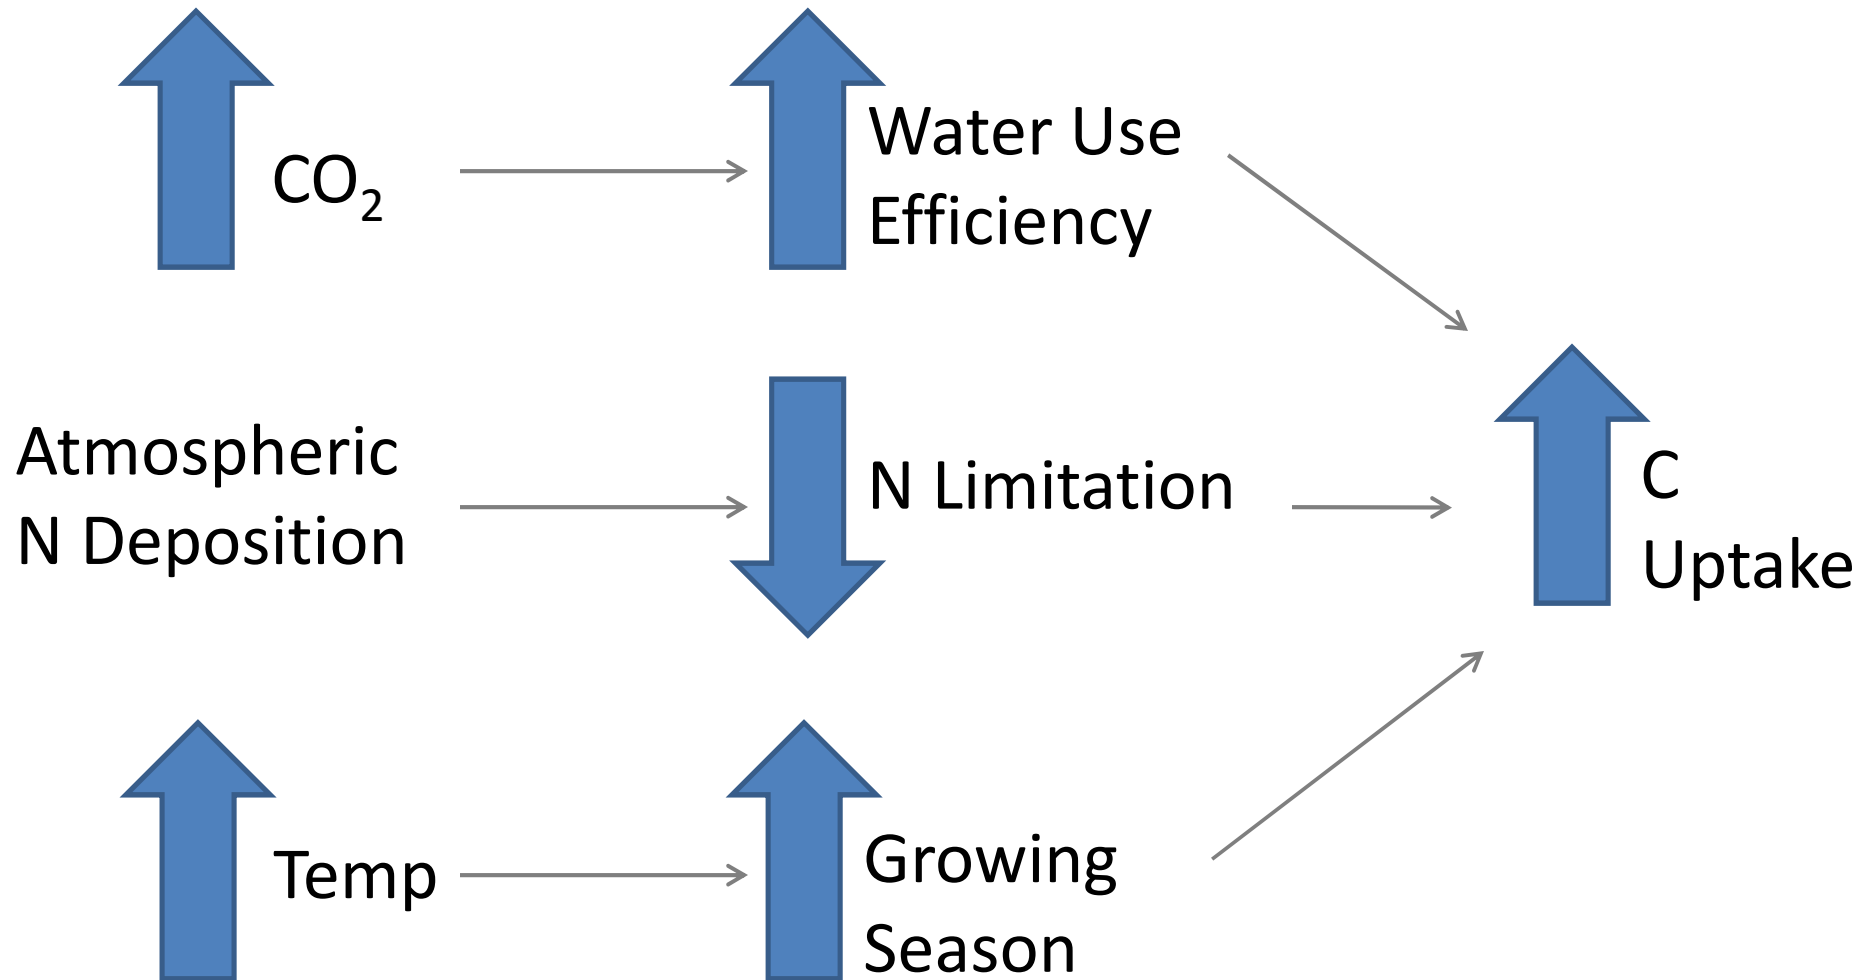 CO₂
Water Use
Efficiency
Atmospheric
N Deposition
N Limitation
C
Uptake
Temp
Growing
Season